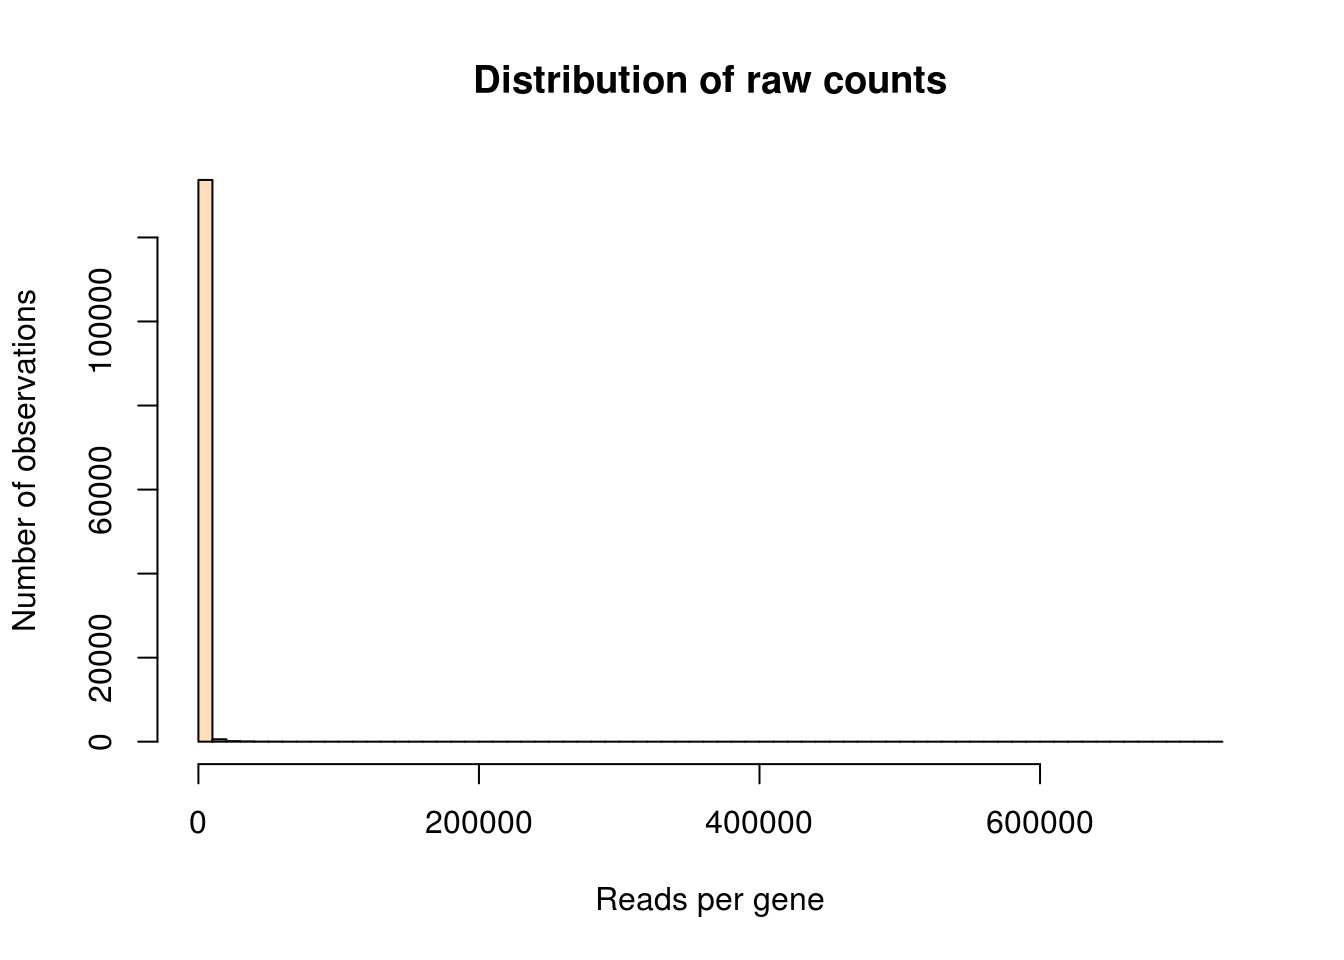 Distribution of raw counts
Number of observations
100000
60000
20000
0
0 200000 400000 600000
Reads per gene